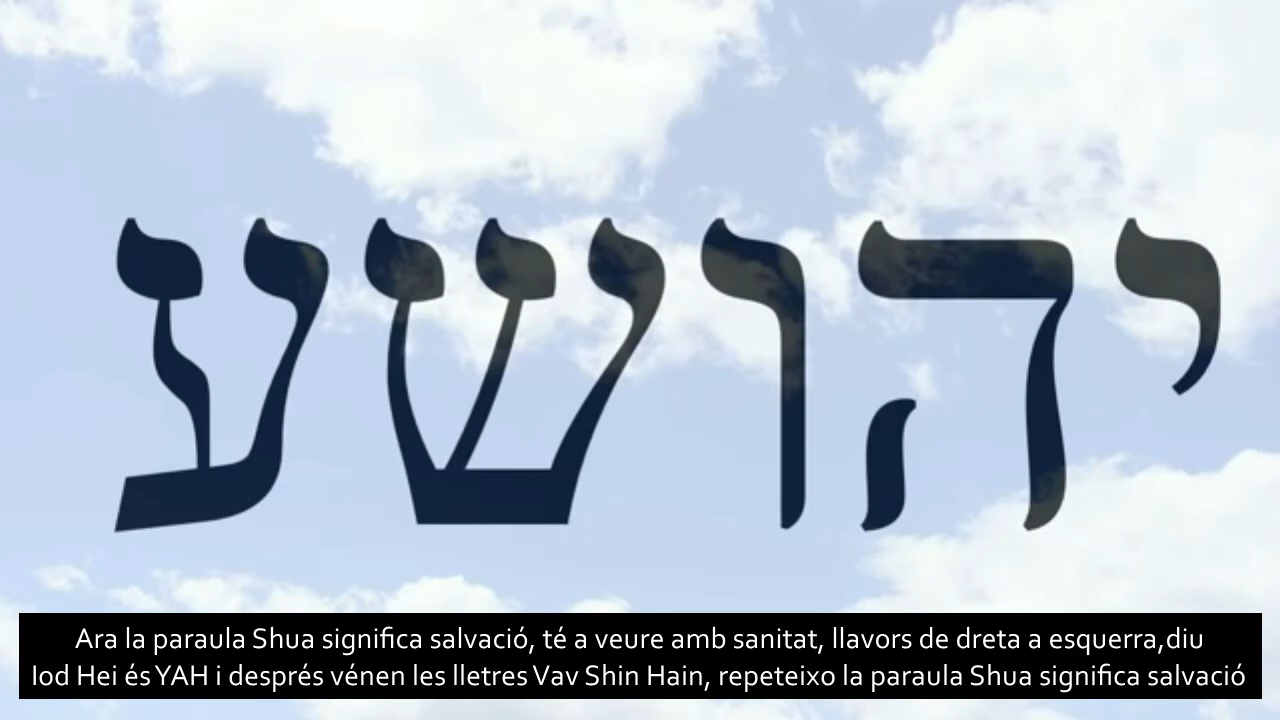 יהושע
Ara la paraula Shua significa salvació, té a veure amb sanitat, llavors de dreta a esquerra,diu
Iod Hei és YAH i després vénen les lletres Vav Shin Hain, repeteixo la paraula Shua significa salvació